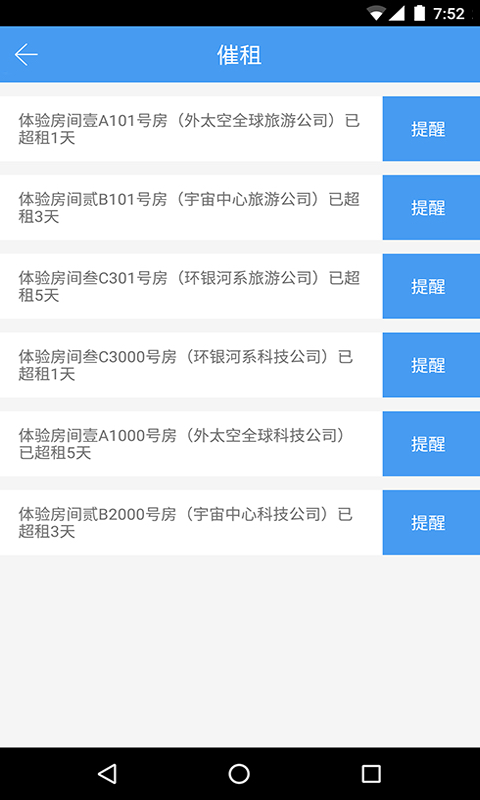 7:52
催租
体验房间壹A101号房（外太空全球旅游公司）已
超租1天
提醒
体验房间贰B101号房（宇宙中心旅游公司）已超
租3天
提醒
体验房间叁C301号房（环银河系旅游公司）已超
租5天
提醒
体验房间叁C3000号房（环银河系科技公司）已
超租1天
提醒
体验房间壹A1000号房（外太空全球科技公司）
已超租5天
提醒
体验房间贰B2000号房（宇宙中心科技公司）已
超租3天
提醒